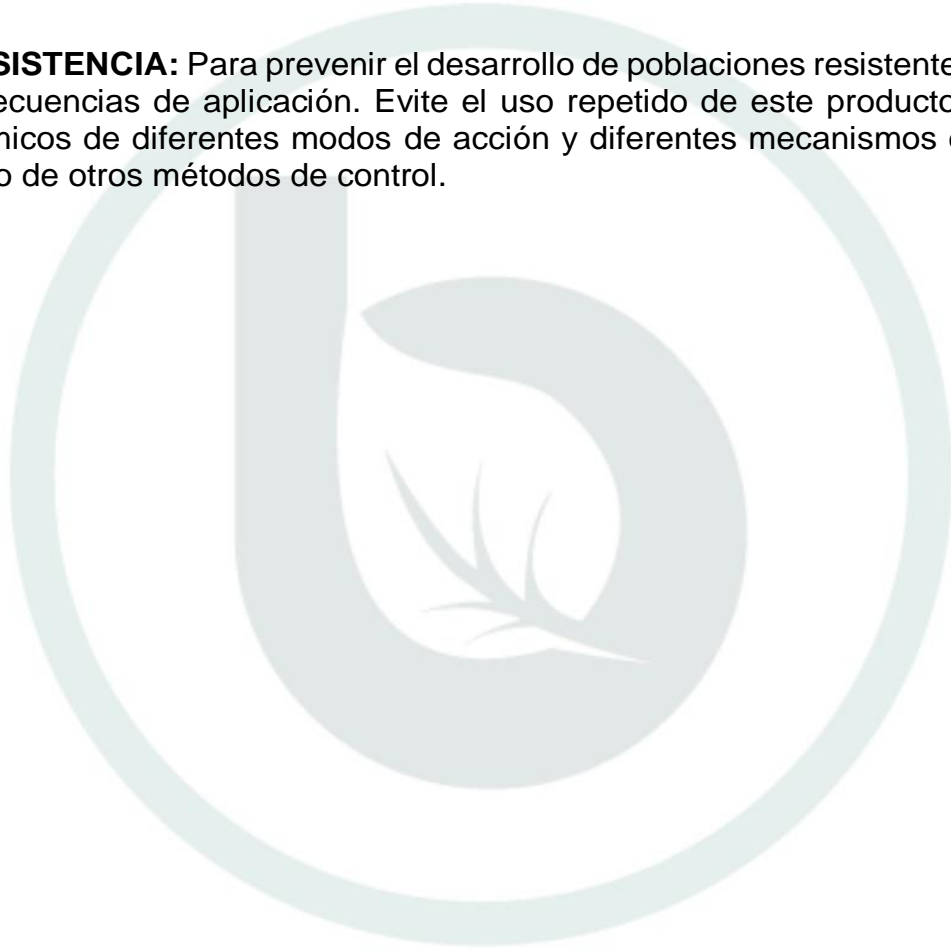 SISTENCIA: Para prevenir el desarrollo de poblaciones resistente
ecuencias de aplicación. Evite el uso repetido de este producto
micos de diferentes modos de acción y diferentes mecanismos
o de otros métodos de control.